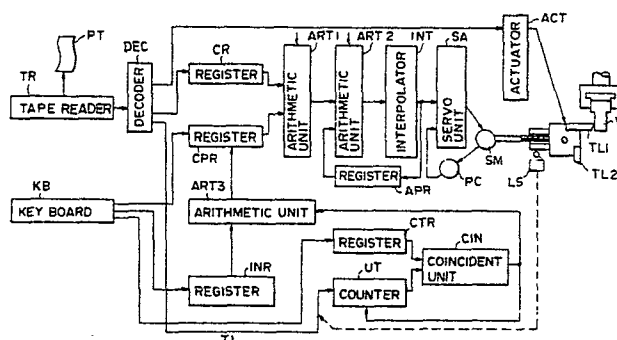 PT
DEC
TR
TAPE READER
DECODER
CR
REGISTER
CPR
REGISTER
ART1
ARITHMETIC UNIT
ART2
ARITHMETIC UNIT
INT
INTERPOLATOR
SA
SERVO UNIT
ACT
ACTUATOR
SM
PC
REGISTER
APR
TL1
TL2
LS
KB
KEY BOARD
ART3
ARITHMETIC UNIT
INR
REGISTER
CTR
REGISTER
UT
COUNTER
CIN
COINCIDENT UNIT